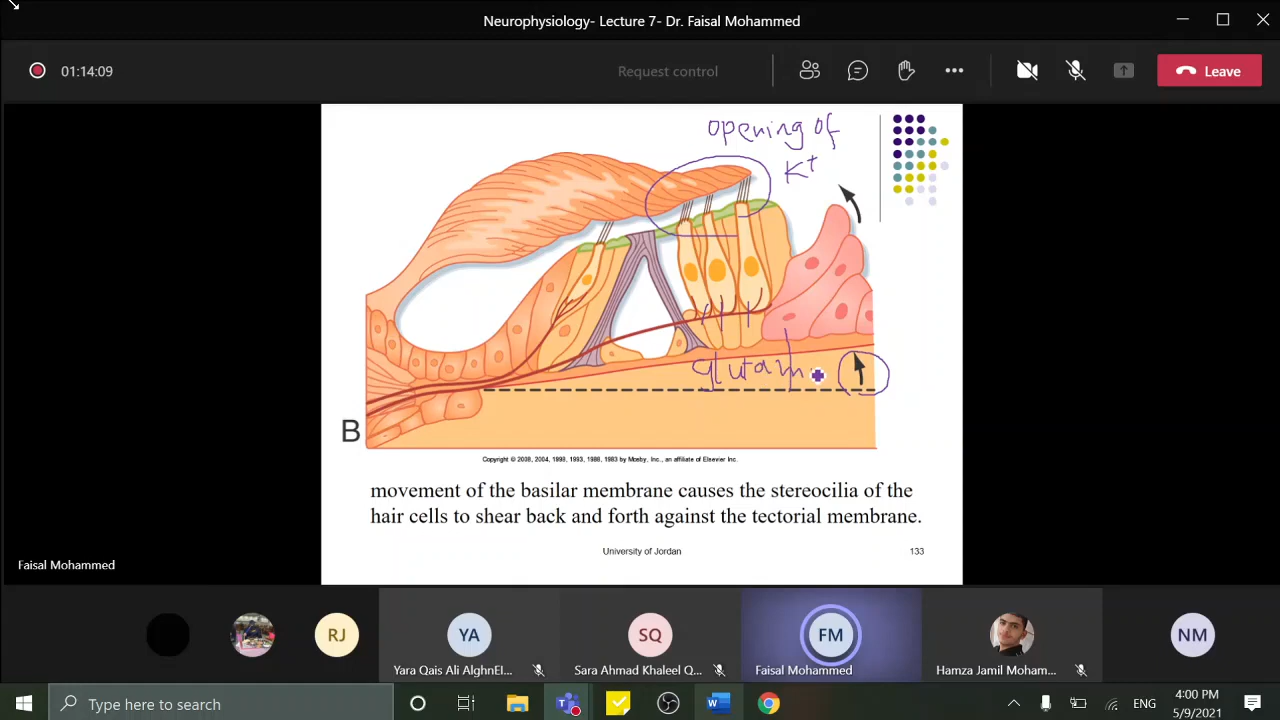 Neurophysiology- Lecture 7- Dr. Faisal Mohammed
01:14:09
Request control
Leave
opening of
K+
glutam
B
Copyright © 2008, 2004, 1998, 1993, 1988, 1983 by Mosby, Inc., an affiliate of Elsevier Inc.
movement of the basilar membrane causes the stereocilia of the
hair cells to shear back and forth against the tectorial membrane.
University of Jordan
133
Faisal Mohammed
RJ
YA
SQ
FM
NM
Yara Qais Ali AlghnEl...
Sara Ahmad Khaleel Q...
Faisal Mohammed
Hamza Jamil Moham...
Type here to search
ENG
4:00 PM
5/9/2021